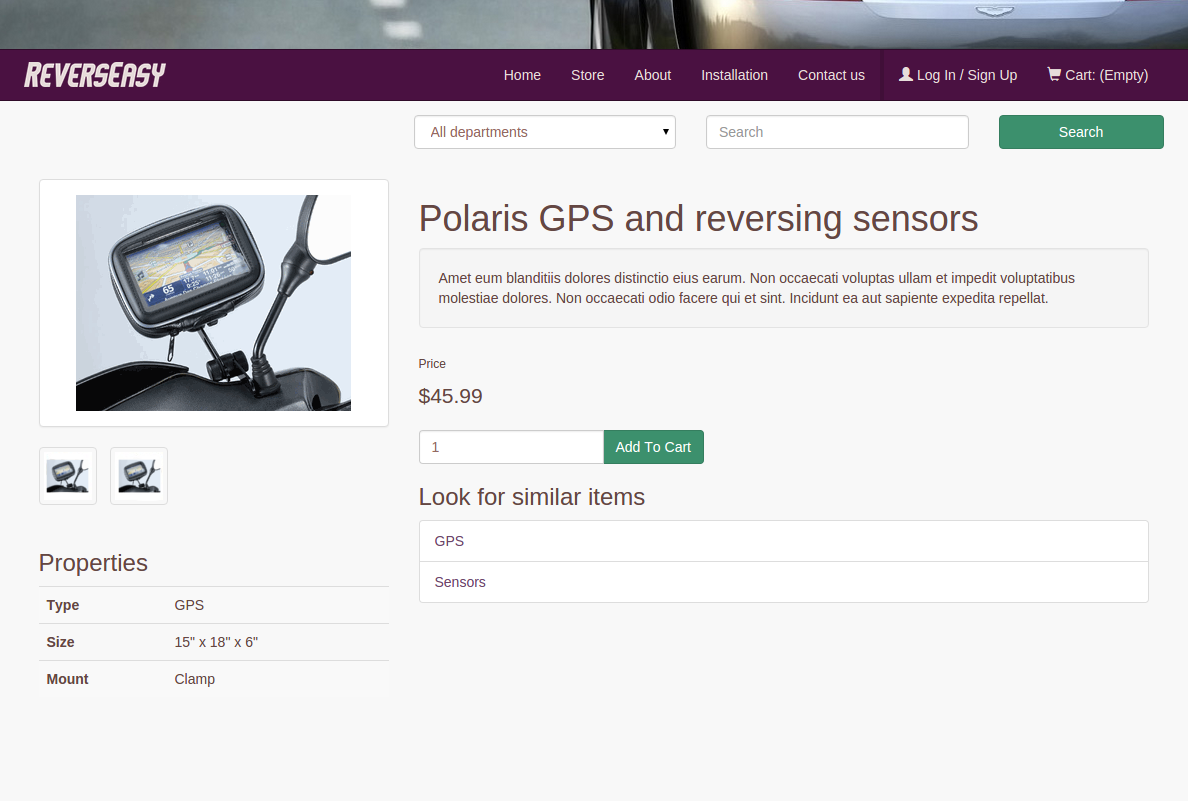 ReversEasy
Home Store About Installation Contact us Log In / Sign Up Cart: (Empty)
All departments Search Search
Polaris GPS and reversing sensors
Amet eum blanditiis dolores distinctio eius earum. Non occaecati voluptas ullam et impedit voluptatibus
molestiae dolores. Non occaecati odio facere qui et sint. Incidunt ea aut sapiente expedita repellat.
Price
$45.99
1 Add To Cart
Look for similar items
GPS
Sensors
Properties
Type GPS
Size 15" x 18" x 6"
Mount Clamp